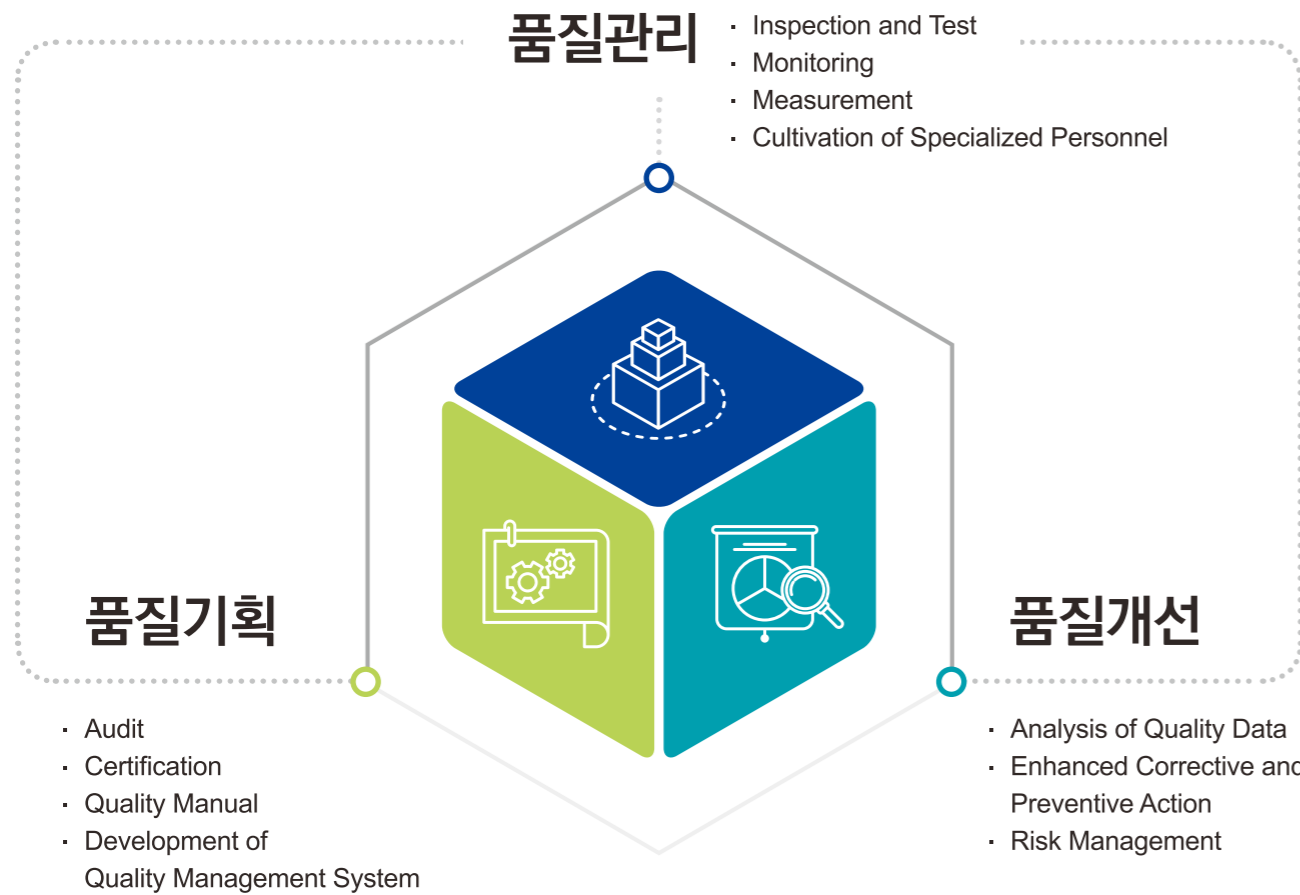 품질관리
· Inspection and Test
· Monitoring
· Measurement
· Cultivation of Specialized Personnel
품질기획
· Audit
· Certification
· Quality Manual
· Development of
Quality Management System
품질개선
· Analysis of Quality Data
· Enhanced Corrective and
Preventive Action
· Risk Management